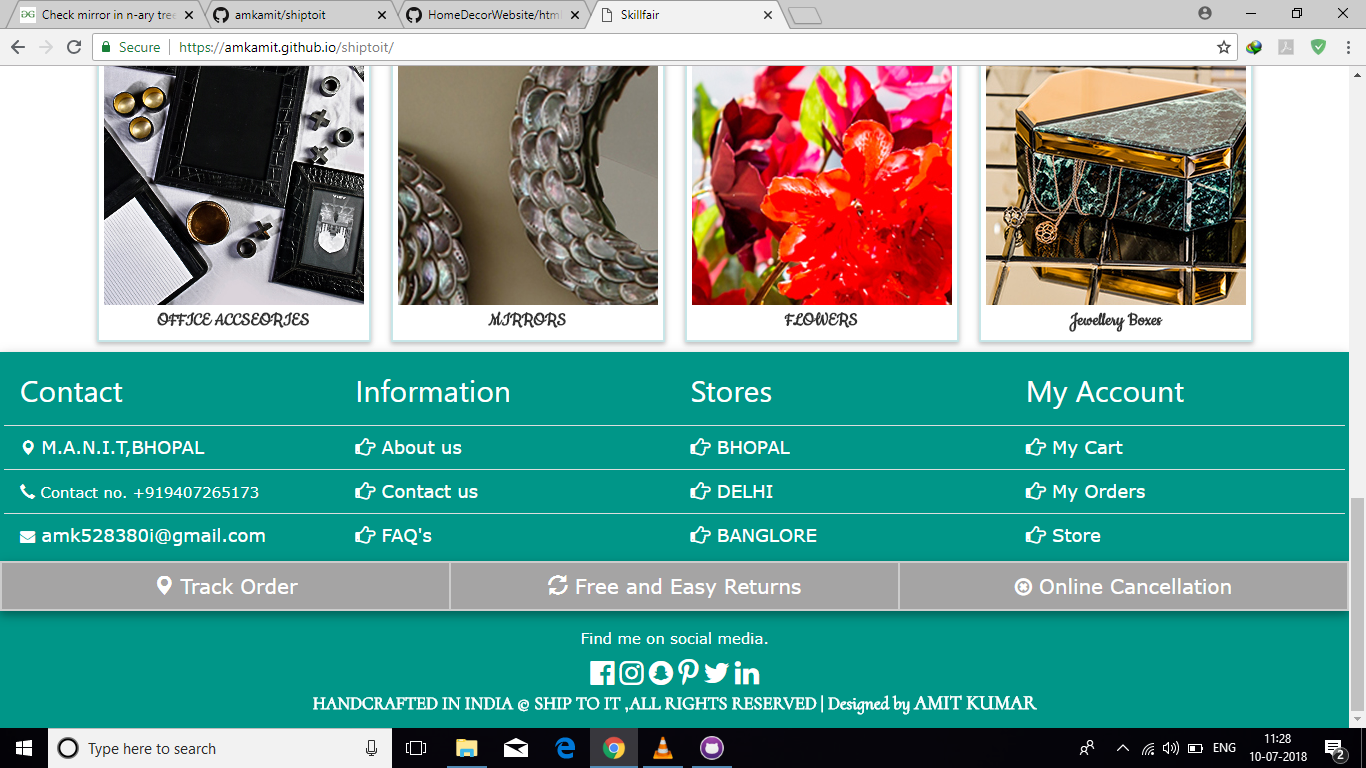 Check mirror in n-ary tree
amkamit/shiptoit
HomeDecorWebsite/html
Skillfair
Secure
https://amkamit.github.io/shiptoit/
OFFICE ACCSEORIES
MIRRORS
FLOWERS
Jewellery Boxes
Contact
Information
Stores
My Account
M.A.N.I.T,BHOPAL
About us
BHOPAL
My Cart
Contact no. +919407265173
Contact us
DELHI
My Orders
amk528380i@gmail.com
FAQ's
BANGLORE
Store
Track Order
Free and Easy Returns
Online Cancellation
Find me on social media.
HANDCRAFTED IN INDIA @ SHIP TO IT ,ALL RIGHTS RESERVED | Designed by AMIT KUMAR
Type here to search
ENG
11:28
10-07-2018
2